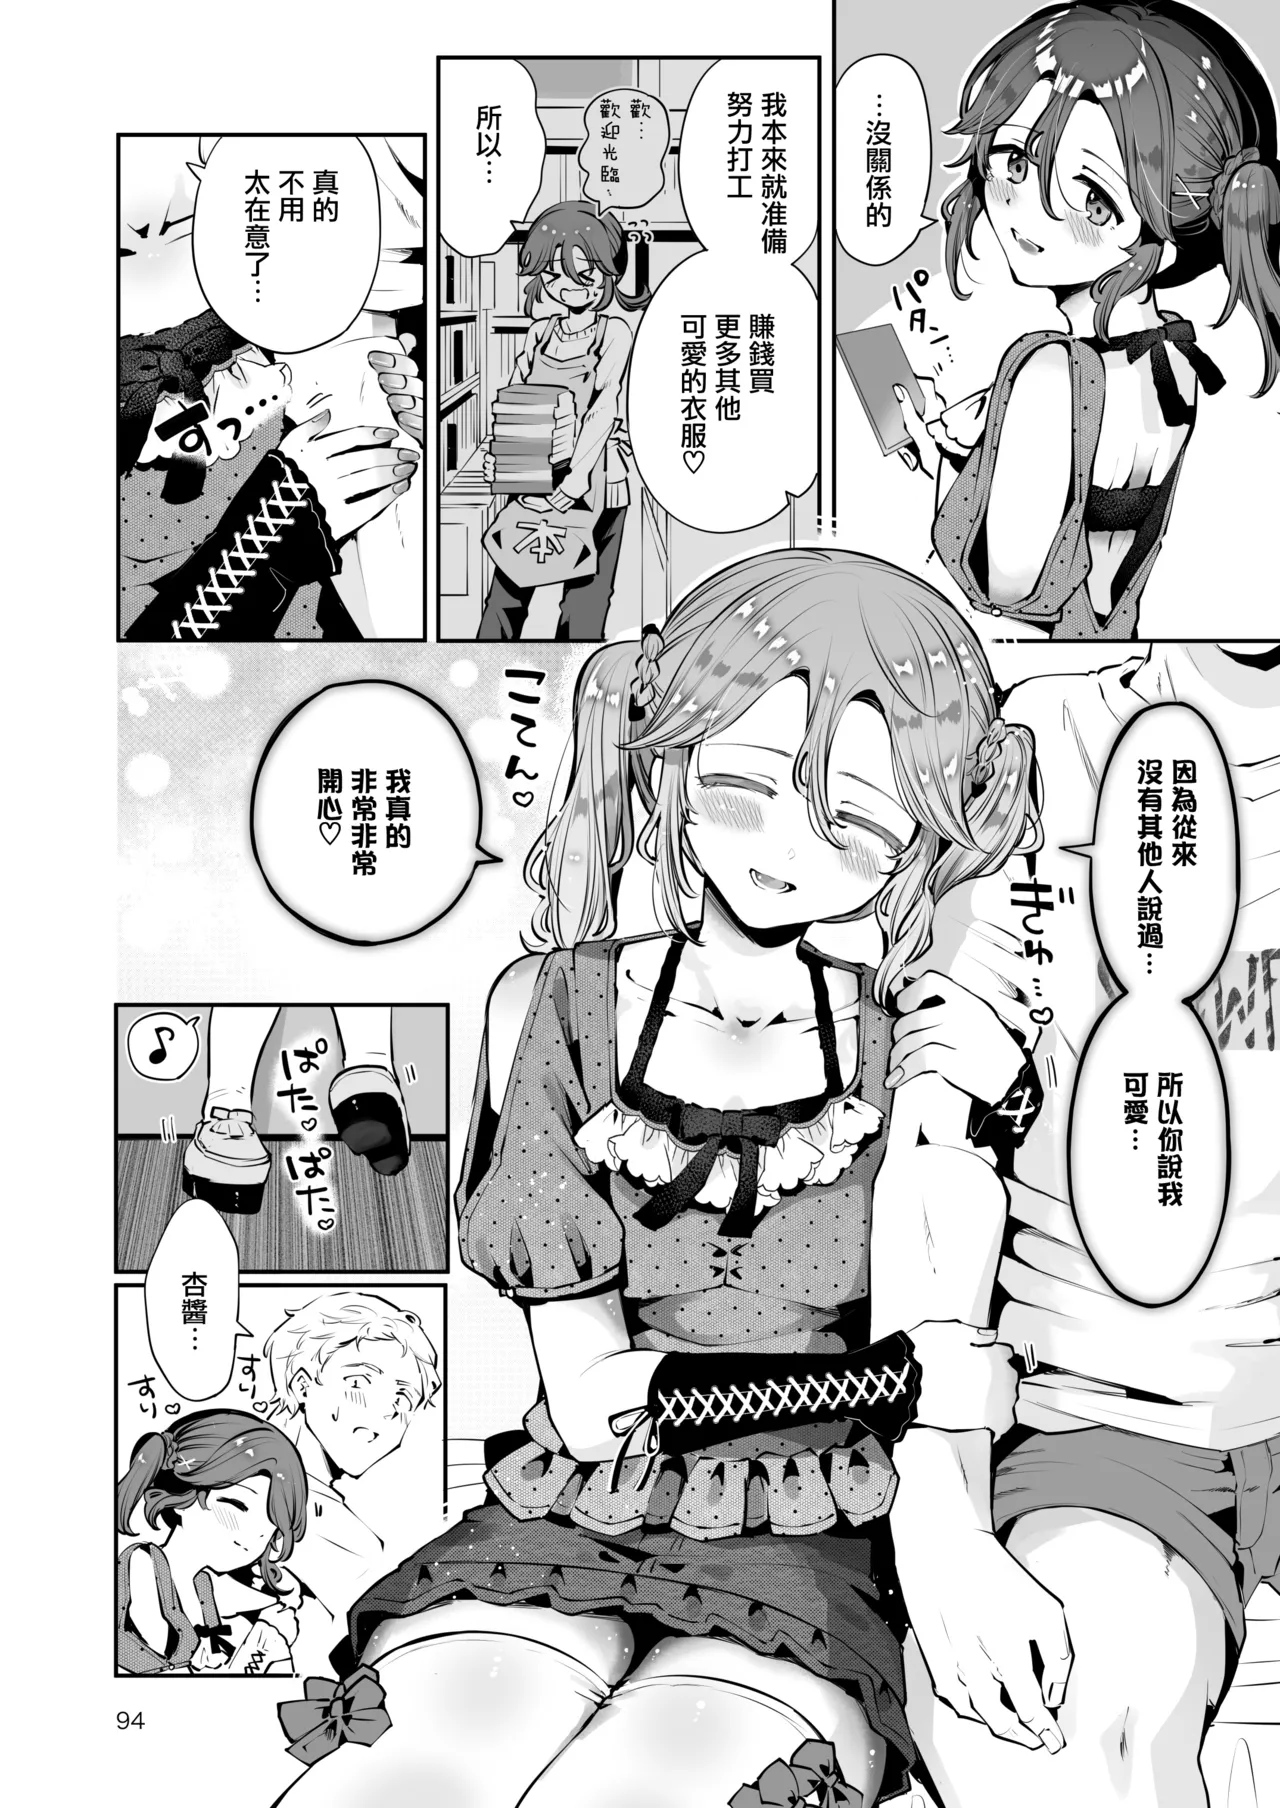 …沒關係的
パタン…
我本來就准備
努力打工
賺錢買
更多其他
可愛的衣服♡
歡…
歡迎光臨…
本
所以…
真的
不用
太在意了…
すっ…
因為從來
沒有其他人說過…
所以你說我
可愛…
ぎゅ…♡
こてん♡
我真的
非常非常
開心♡
♪
ぱた♡
ぱた♡
杏醬…
すり♡
すり♡
94